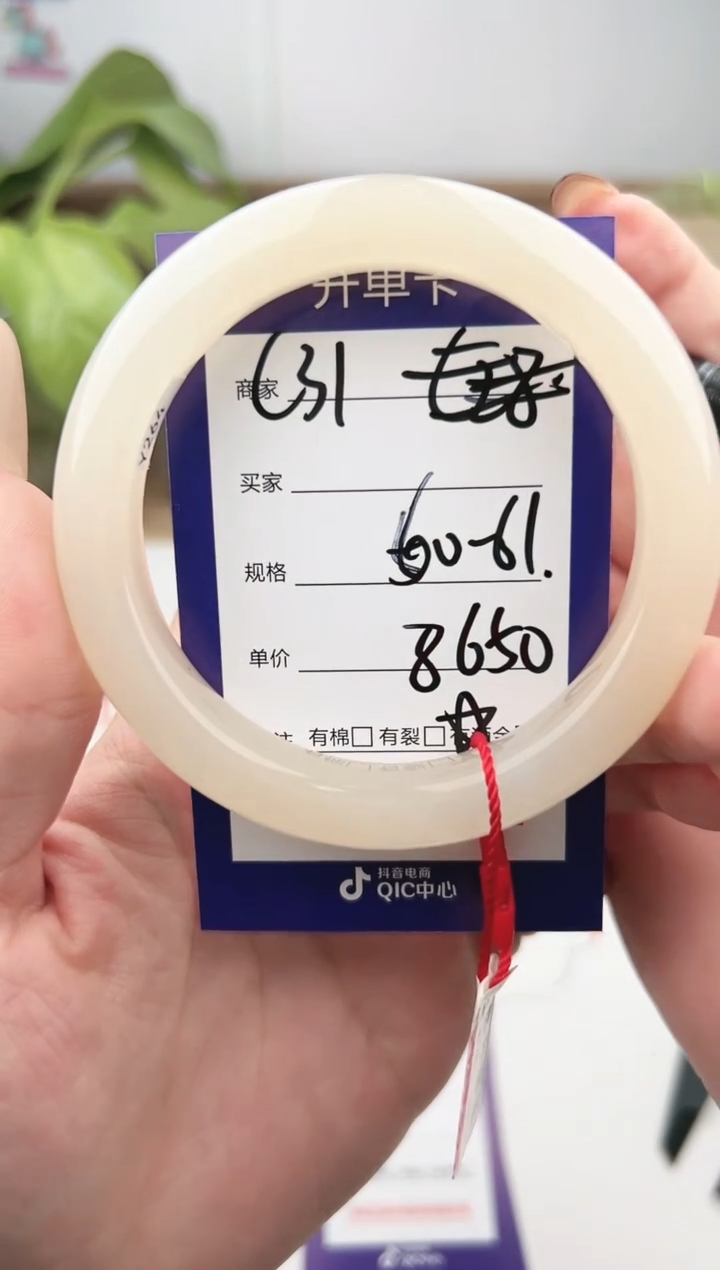 开单卡
商家
买家
规格 60-61.
单价 8650
注 有棉□ 有裂□
抖音电商
QIC中心